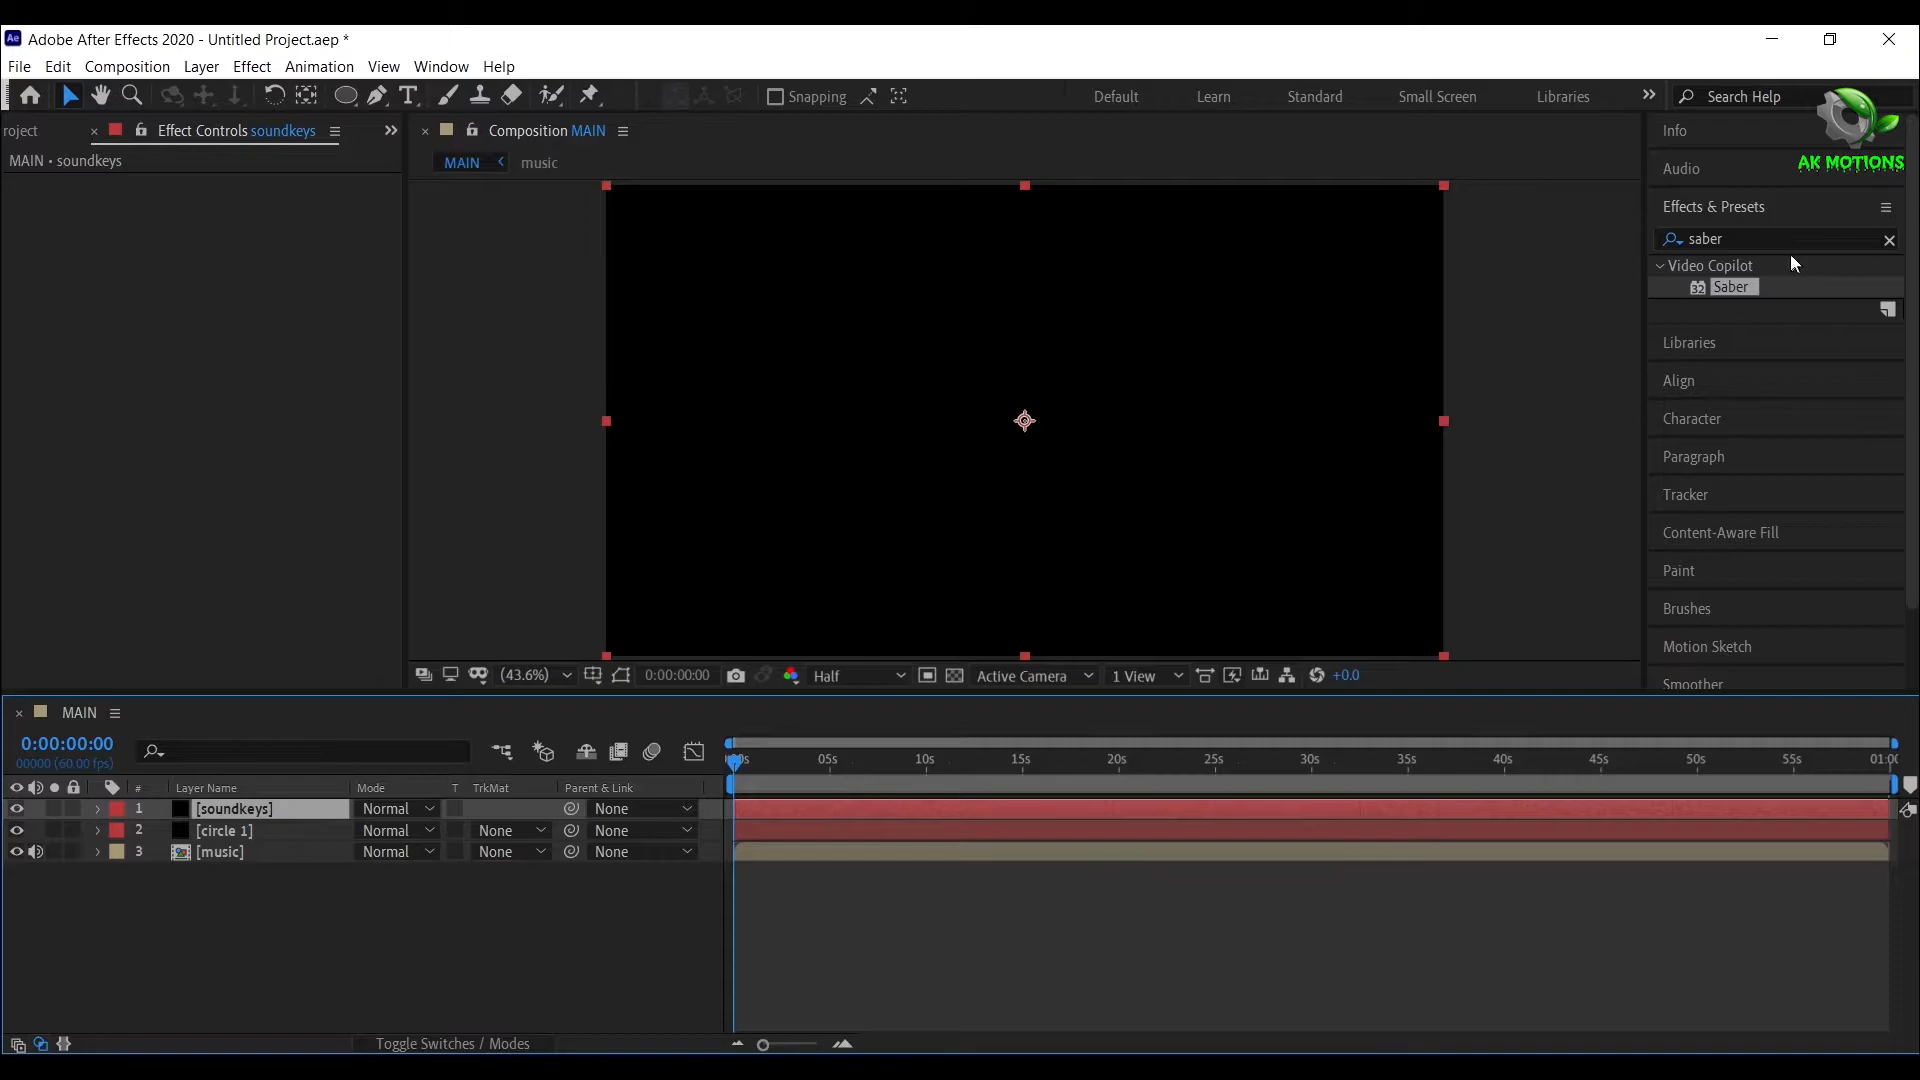 Ae Adobe After Effects 2020 - Untitled Project.aep *
File Edit Composition Layer Effect Animation View Window Help
T Snapping Default Learn Standard Small Screen Libraries » Search Help
AK MOTIONS
roject × Effect Controls soundkeys » × Composition MAIN
MAIN • soundkeys
MAIN < music
Info
Audio
Effects & Presets
saber ×
Video Copilot
32 Saber
Libraries
Align
Character
Paragraph
Tracker
Content-Aware Fill
Paint
Brushes
Motion Sketch
Smoother
(43.6%) 0:00:00:00 Half Active Camera 1 View +0.0
× MAIN
0:00:00:00
00000 (60.00 fps)
05s 10s 15s 20s 25s 30s 35s 40s 45s 50s 55s
# Layer Name Mode T TrkMat Parent & Link
1 [soundkeys] Normal None
2 [circle 1] Normal None None
3 [music] Normal None None
Toggle Switches / Modes